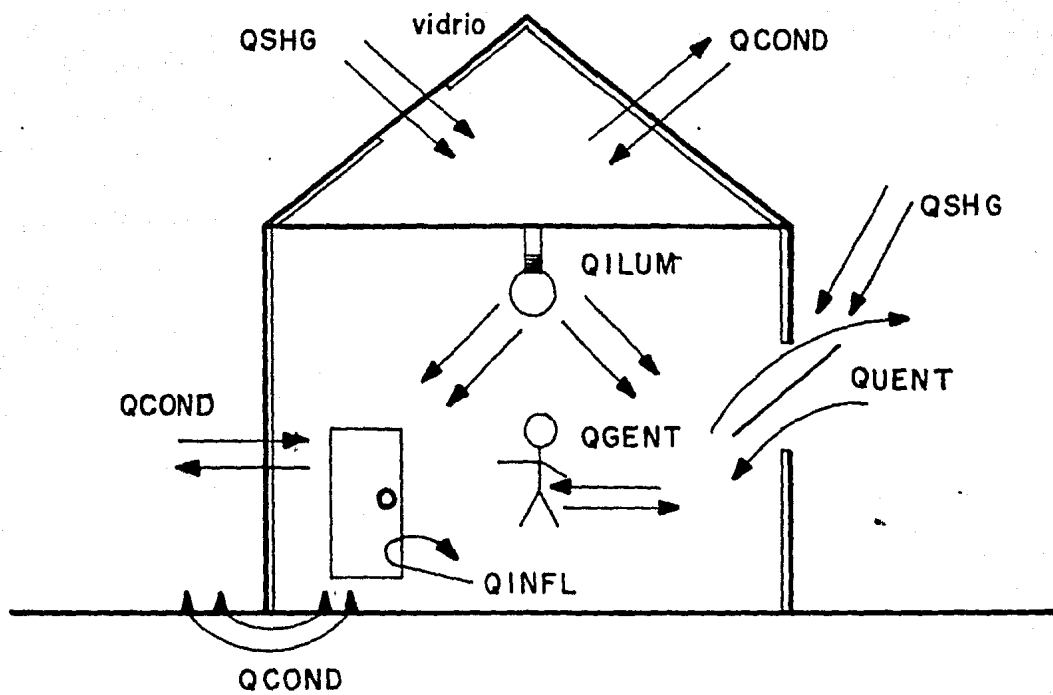 QSHG
vidrio
QCOND
QSHG
QILUM
QUENT
QCOND
QGENT
QINFL
QCOND